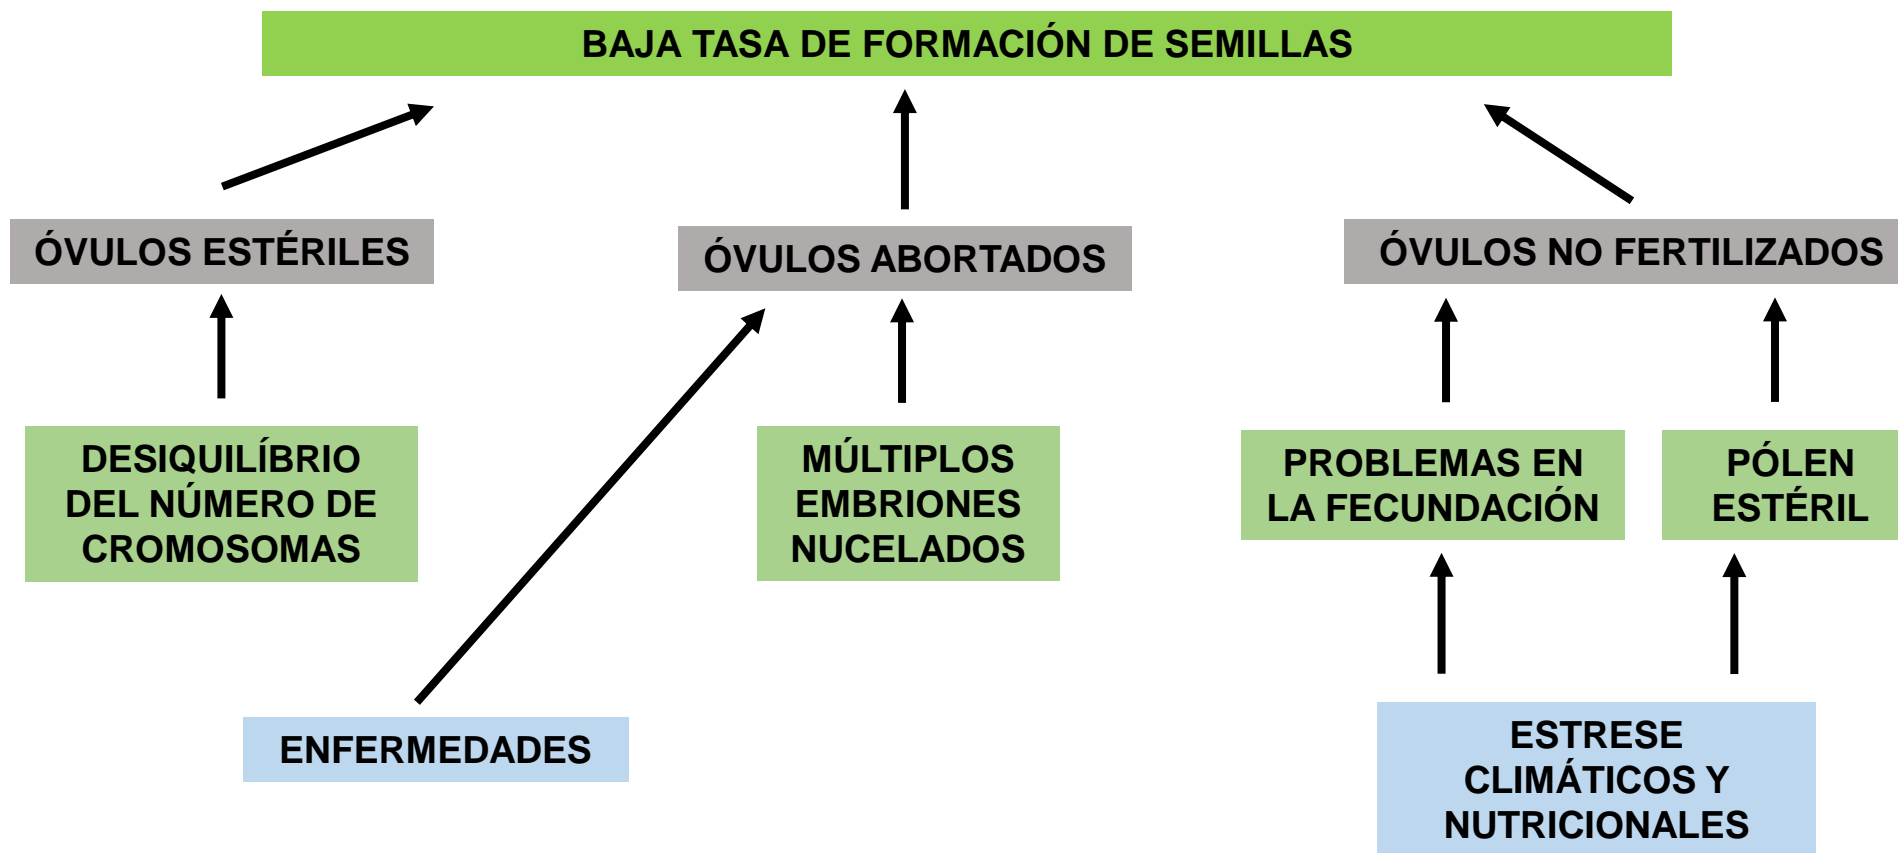 BAJA TASA DE FORMACIÓN DE SEMILLAS
ÓVULOS ESTÉRILES
ÓVULOS ABORTADOS
ÓVULOS NO FERTILIZADOS
DESIQUILÍBRIO
DEL NÚMERO DE
CROMOSOMAS
MÚLTIPLOS
EMBRIONES
NUCELADOS
PROBLEMAS EN
LA FECUNDACIÓN
PÓLEN
ESTÉRIL
ENFERMEDADES
ESTRESE
CLIMÁTICOS Y
NUTRICIONALES